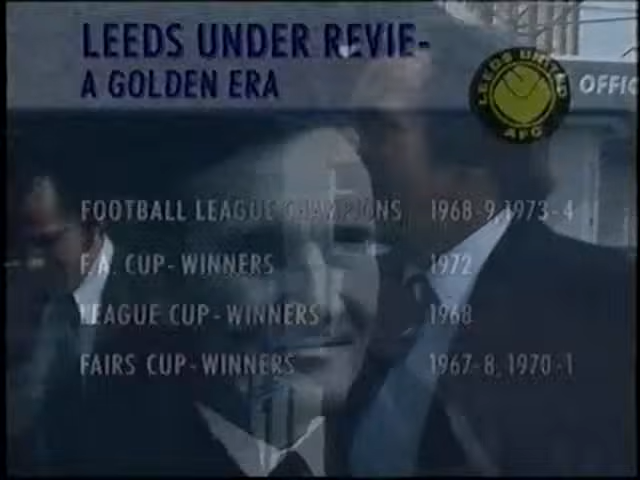 LEEDS UNDER REVIE-
A GOLDEN ERA
LEEDS UNITED
AFC
OFFIC
FOOTBALL LEAGUE CHAMPIONS 1968-9,1973-4
F.A. CUP-WINNERS 1972
LEAGUE CUP-WINNERS 1968
FAIRS CUP-WINNERS 1967-8,1970-1